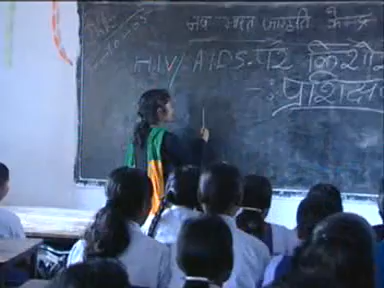 नव भारत जागृति केन्द्र
HIV/AIDS पर किशो
प्रशिक्षण